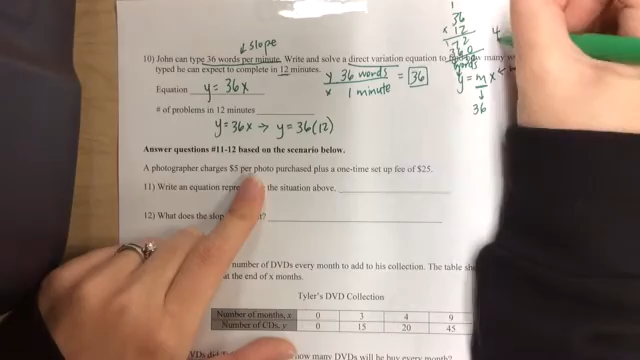 ↓ slope
1
36
x 12
72
360
words
10) John can type 36 words per minute. Write and solve a direct variation equation to find how many
typed he can expect to complete in 12 minutes.
Equation y = 36x
y 36 words
x 1 minute
= 36
y = mx
↓
36
4
# of problems in 12 minutes
y = 36x → y = 36(12)
Answer questions #11-12 based on the scenario below.
A photographer charges $5 per photo purchased plus a one-time set up fee of $25.
11) Write an equation the situation above.
12) What does the slope
number of DVDs every month to add to his collection. The table
at the end of x months.
Tyler's DVD Collection
Number of months, x 0 3 4 9
Number of CDs, y 0 15 20 45
how many DVDs will he buy every month?